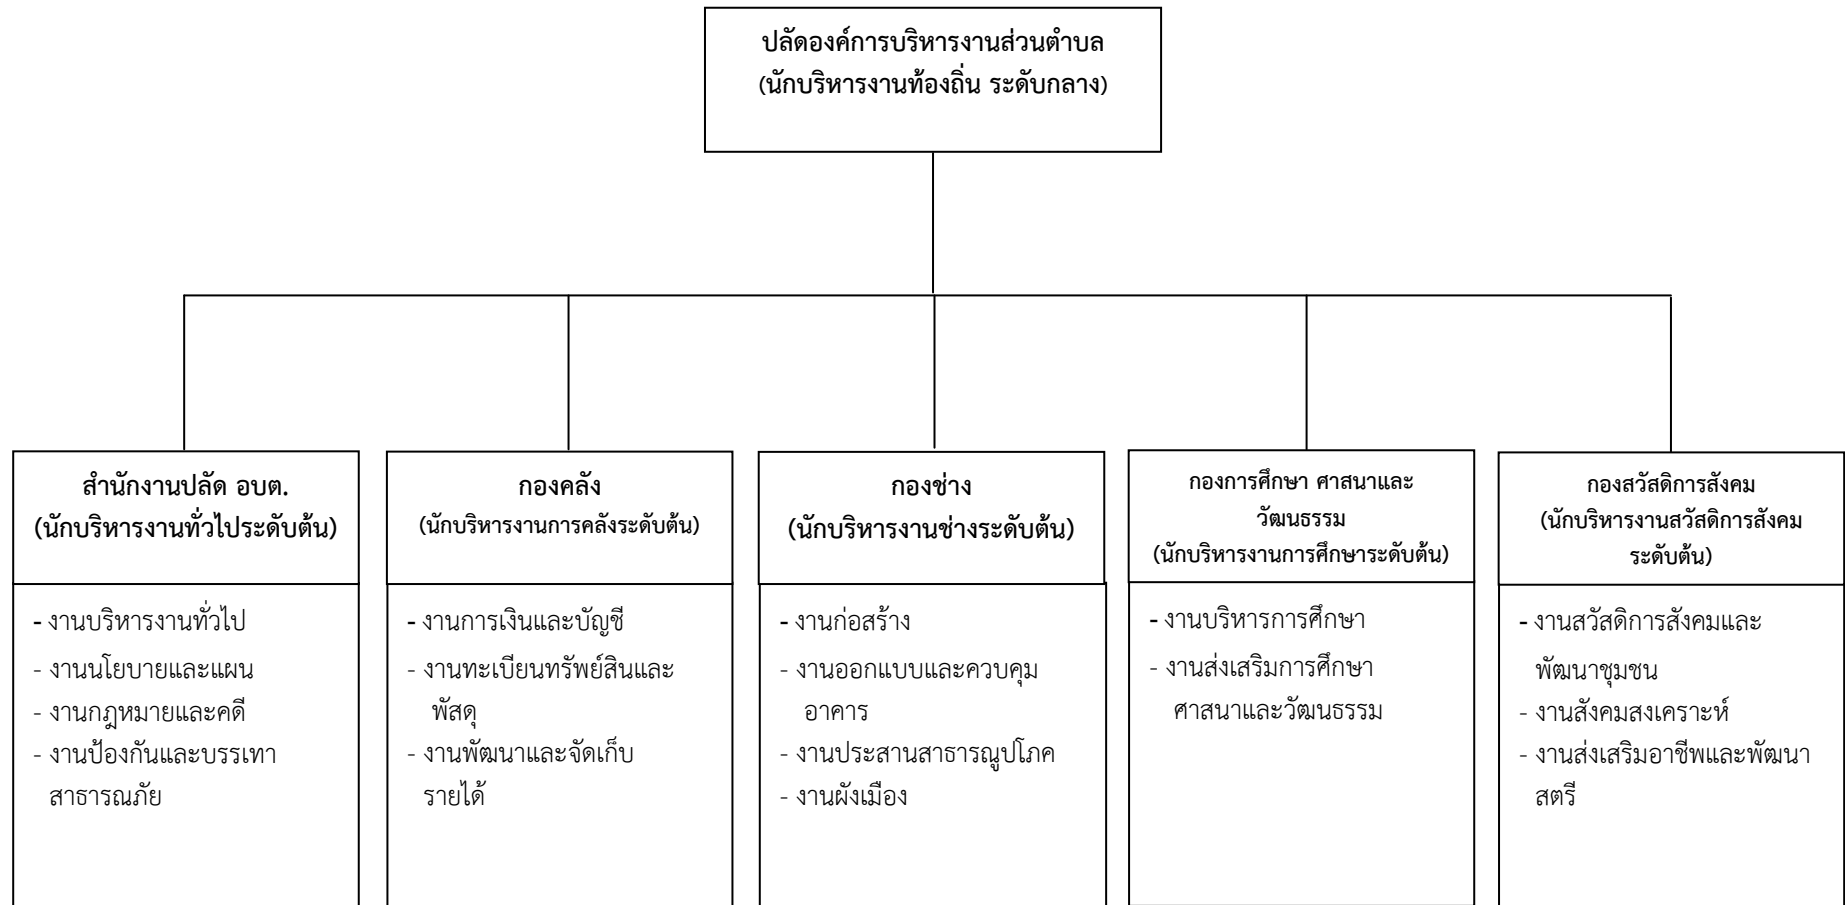 ปลัดองค์การบริหารงานส่วนตำบล
(นักบริหารงานท้องถิ่น ระดับกลาง)
สำนักงานปลัด อบต.
(นักบริหารงานทั่วไประดับต้น)
- งานบริหารงานทั่วไป
- งานนโยบายและแผน
- งานกฎหมายและคดี
- งานป้องกันและบรรเทา
สาธารณภัย
กองคลัง
(นักบริหารงานการคลังระดับต้น)
- งานการเงินและบัญชี
- งานทะเบียนทรัพย์สินและ
พัสดุ
- งานพัฒนาและจัดเก็บ
รายได้
กองช่าง
(นักบริหารงานช่างระดับต้น)
- งานก่อสร้าง
- งานออกแบบและควบคุม
อาคาร
- งานประสานสาธารณูปโภค
- งานผังเมือง
กองการศึกษา ศาสนาและ
วัฒนธรรม
(นักบริหารงานการศึกษาระดับต้น)
- งานบริหารการศึกษา
- งานส่งเสริมการศึกษา
ศาสนาและวัฒนธรรม
กองสวัสดิการสังคม
(นักบริหารงานสวัสดิการสังคม
ระดับต้น)
- งานสวัสดิการสังคมและ
พัฒนาชุมชน
- งานสังคมสงเคราะห์
- งานส่งเสริมอาชีพและพัฒนา
สตรี